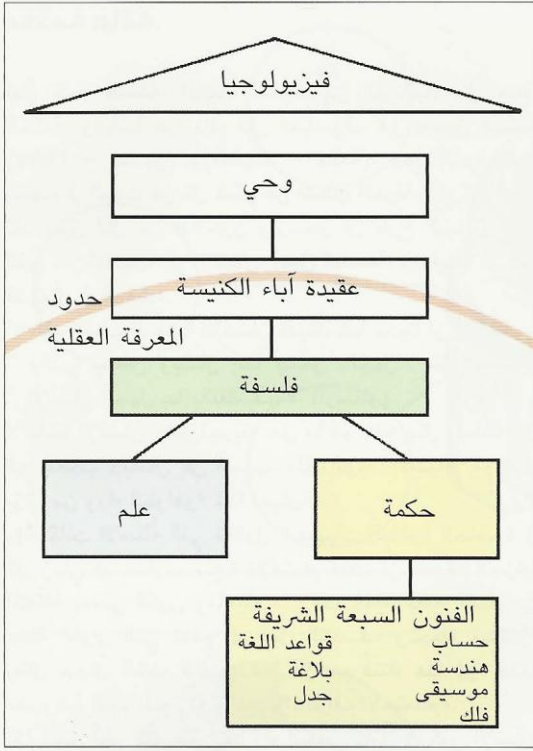 فيزيولوجيا
وحي
عقيدة آباء الكنيسة
حدود
المعرفة العقلية
فلسفة
حكمة
علم
الفنون السبعة الشريفة
حساب
قواعد اللغة
هندسة
بلاغة
موسيقى
جدل
فلك